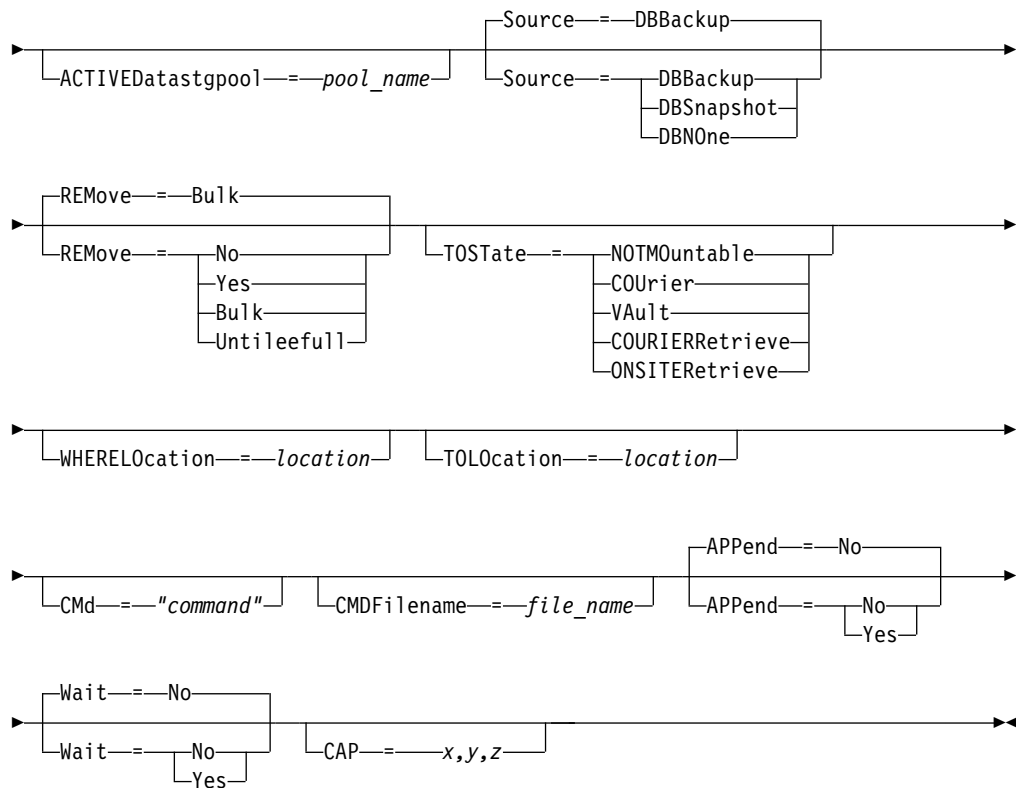 Source = DBBackup
ACTIVEDatastgpool = pool_name
Source = DBBackup
DBSnapshot
DBNOne
REMove = Bulk
REMove = No
Yes
Bulk
Untileefull
TOSTate = NOTMOuntable
COUrier
VAult
COURIERRetrieve
ONSITERetrieve
WHERELOcation = location
TOLOcation = location
APPend = No
CMd = "command"
CMDFilename = file_name
APPend = No
Yes
Wait = No
Wait = No
Yes
CAP = x,y,z